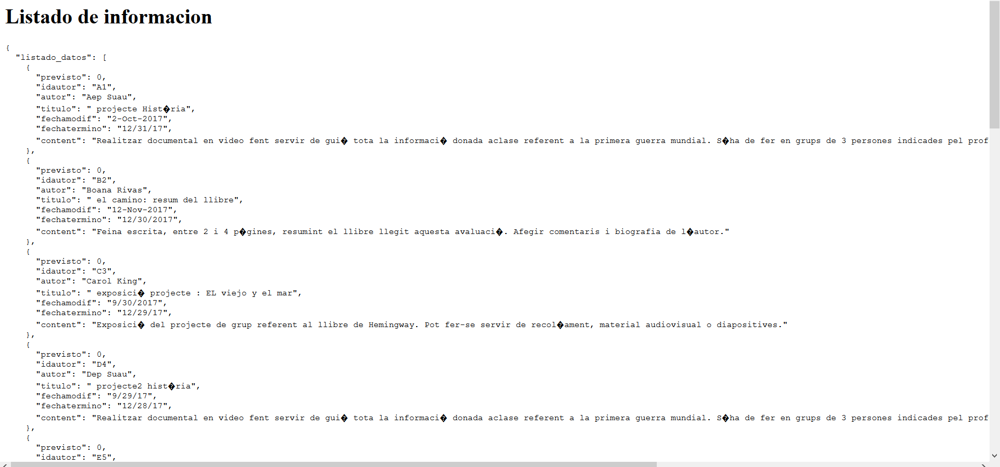 Listado de informacion
{
  "listado_datos": [
    {
      "previsto": 0,
      "idautor": "A1",
      "autor": "Aep Suau",
      "titulo": " projecte Hist�ria",
      "fechamodif": "2-Oct-2017",
      "fechatermino": "12/31/17",
      "content": "Realitzar documental en video fent servir de gui� tota la informaci� donada aclase referent a la primera guerra mundial. S�ha de fer en grups de 3 persones indicades pel prof
    },
    {
      "previsto": 0,
      "idautor": "B2",
      "autor": "Boana Rivas",
      "titulo": " el camino: resum del llibre",
      "fechamodif": "12-Nov-2017",
      "fechatermino": "12/30/2017",
      "content": "Feina escrita, entre 2 i 4 p�gines, resumint el llibre llegit aquesta avaluaci�. Afegir comentaris i biografia de l�autor."
    },
    {
      "previsto": 0,
      "idautor": "C3",
      "autor": "Carol King",
      "titulo": " exposici� projecte : EL viejo y el mar",
      "fechamodif": "9/30/2017",
      "fechatermino": "12/29/17",
      "content": "Exposici� del projecte de grup referent al llibre de Hemingway. Pot fer-se servir de recol�ament, material audiovisual o diapositives."
    },
    {
      "previsto": 0,
      "idautor": "D4",
      "autor": "Dep Suau",
      "titulo": " projecte2 hist�ria",
      "fechamodif": "9/29/17",
      "fechatermino": "12/28/17",
      "content": "Realitzar documental en video fent servir de gui� tota la informaci� donada aclase referent a la primera guerra mundial. S�ha de fer en grups de 3 persones indicades pel prof
    },
    {
      "previsto": 0,
      "idautor": "E5",